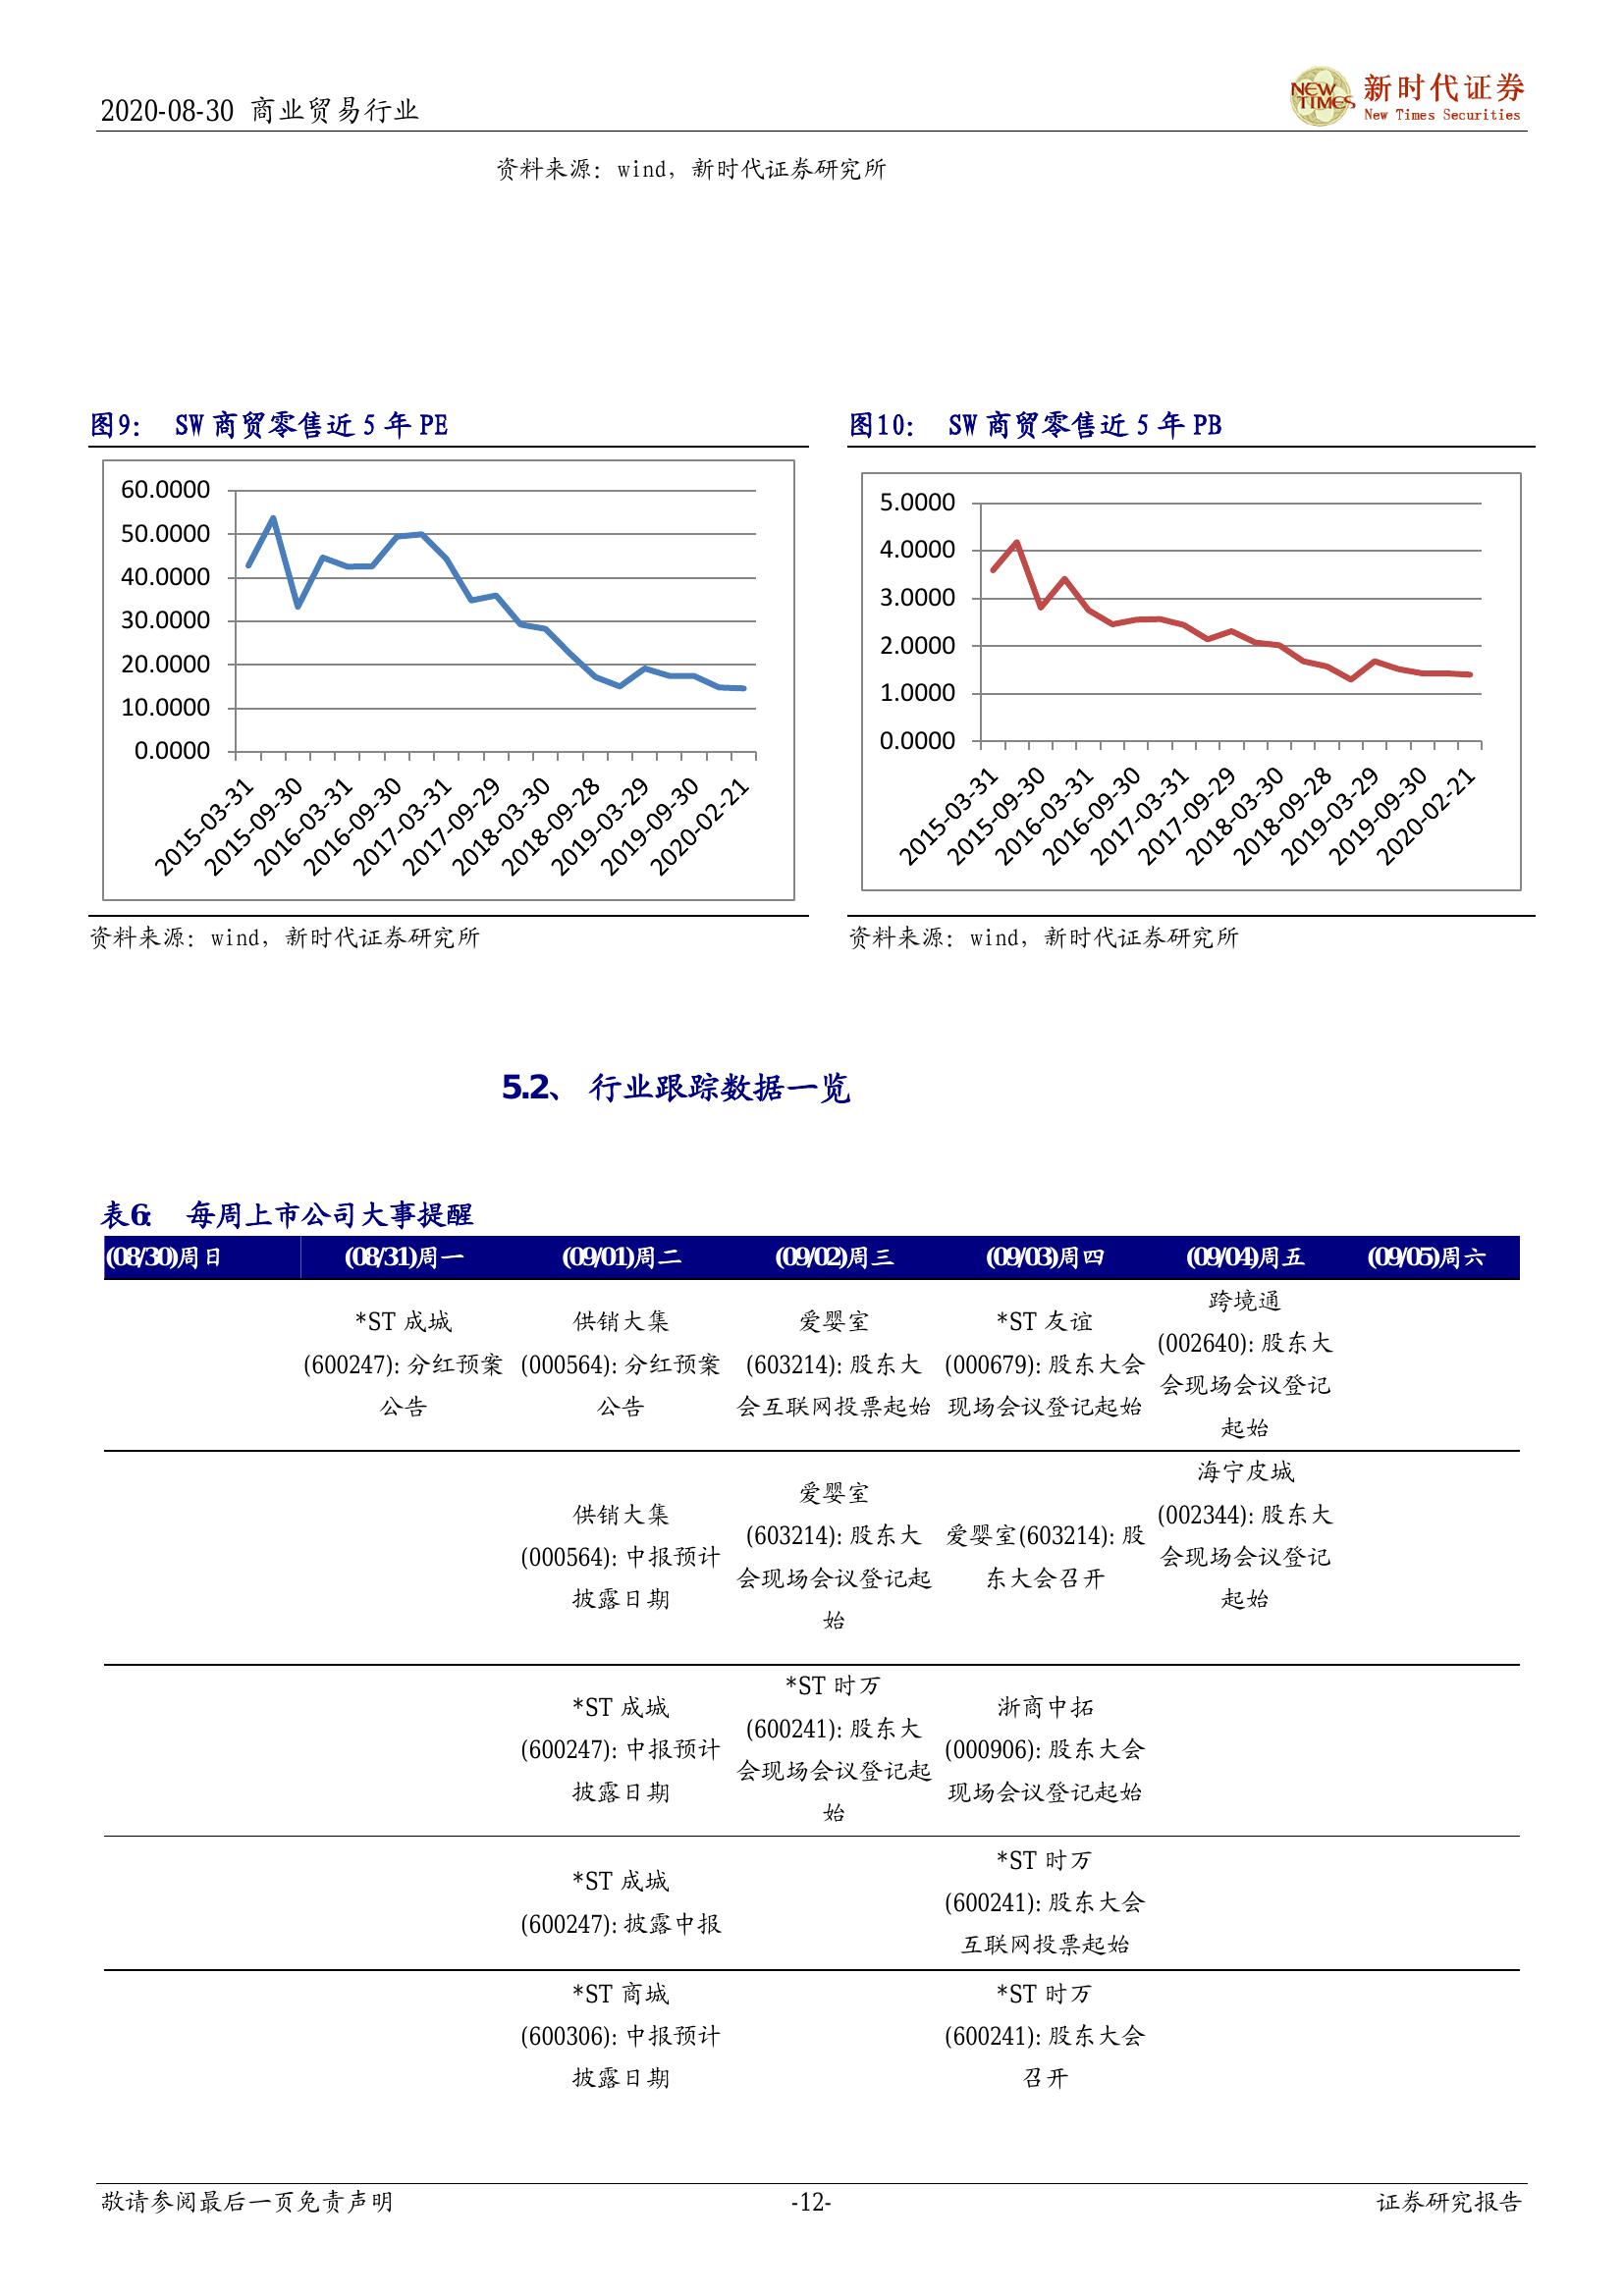 2020-08-30 商业贸易行业
NEW TIMES
新时代证券
New Times Securities
资料来源：wind，新时代证券研究所
图9： SW 商贸零售近 5 年 PE
60.0000
50.0000
40.0000
30.0000
20.0000
10.0000
0.0000
2015-03-31
2015-09-30
2016-03-31
2016-09-30
2017-03-31
2017-09-29
2018-03-30
2018-09-28
2019-03-29
2019-09-30
2020-02-21
资料来源：wind，新时代证券研究所
图10： SW 商贸零售近 5 年 PB
5.0000
4.0000
3.0000
2.0000
1.0000
0.0000
2015-03-31
2015-09-30
2016-03-31
2016-09-30
2017-03-31
2017-09-29
2018-03-30
2018-09-28
2019-03-29
2019-09-30
2020-02-21
资料来源：wind，新时代证券研究所
5.2、 行业跟踪数据一览
表6： 每周上市公司大事提醒
(08/30)周日 (08/31)周一 (09/01)周二 (09/02)周三 (09/03)周四 (09/04)周五 (09/05)周六
*ST 成城
(600247): 分红预案
公告
供销大集
(000564): 分红预案
公告
爱婴室
(603214): 股东大
会互联网投票起始
*ST 友谊
(000679): 股东大会
现场会议登记起始
跨境通
(002640): 股东大
会现场会议登记
起始
供销大集
(000564): 中报预计
披露日期
爱婴室
(603214): 股东大
会现场会议登记起
始
爱婴室(603214): 股
东大会召开
海宁皮城
(002344): 股东大
会现场会议登记
起始
*ST 成城
(600247): 中报预计
披露日期
*ST 时万
(600241): 股东大
会现场会议登记起
始
浙商中拓
(000906): 股东大会
现场会议登记起始
*ST 成城
(600247): 披露中报
*ST 时万
(600241): 股东大会
互联网投票起始
*ST 商城
(600306): 中报预计
披露日期
*ST 时万
(600241): 股东大会
召开
敬请参阅最后一页免责声明 -12- 证券研究报告